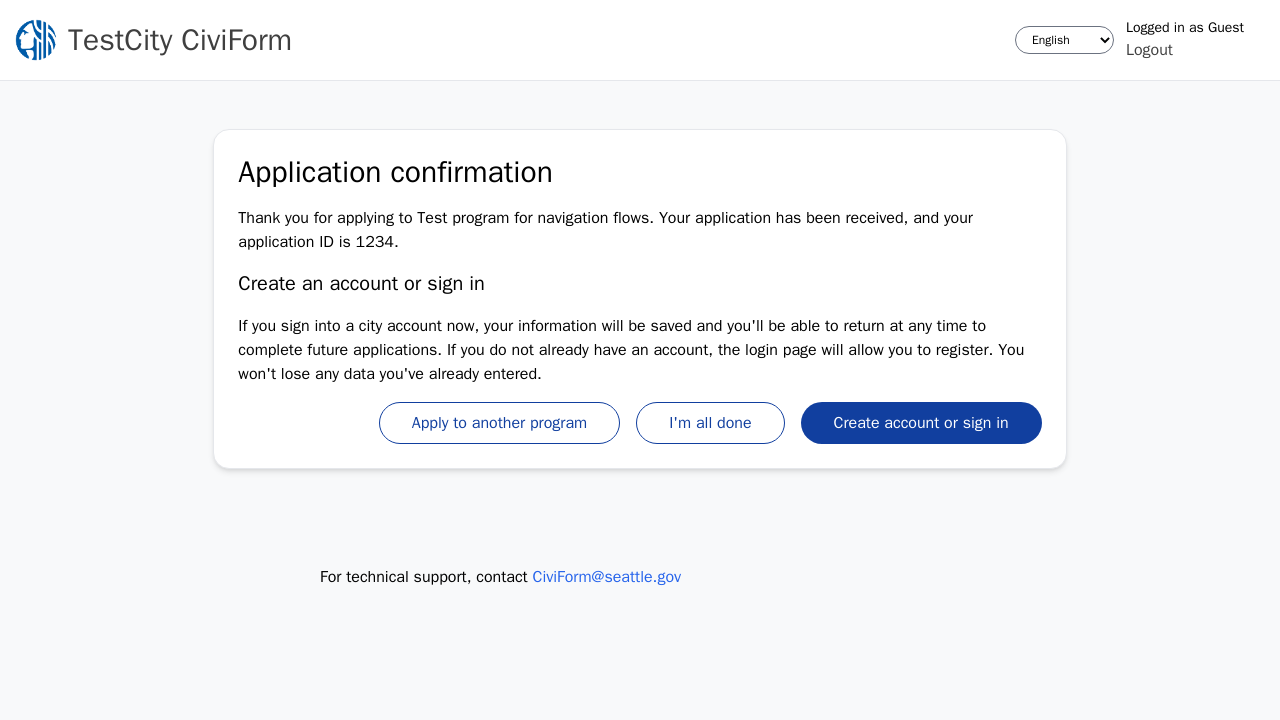 TestCity CiviForm
English
Logged in as Guest
Logout
Application confirmation
Thank you for applying to Test program for navigation flows. Your application has been received, and your
application ID is 1234.
Create an account or sign in
If you sign into a city account now, your information will be saved and you'll be able to return at any time to
complete future applications. If you do not already have an account, the login page will allow you to register. You
won't lose any data you've already entered.
Apply to another program
I'm all done
Create account or sign in
For technical support, contact CiviForm@seattle.gov